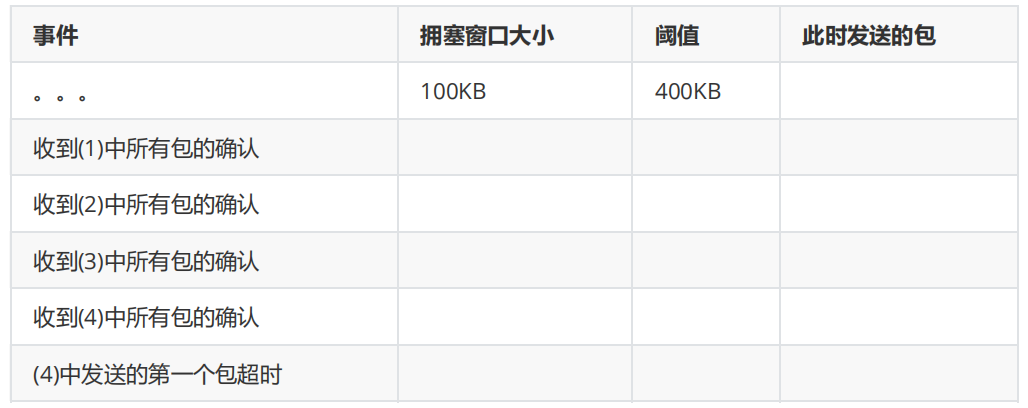 事件 拥塞窗口大小 阈值 此时发送的包
。。。 100KB 400KB
收到(1)中所有包的确认
收到(2)中所有包的确认
收到(3)中所有包的确认
收到(4)中所有包的确认
(4)中发送的第一个包超时